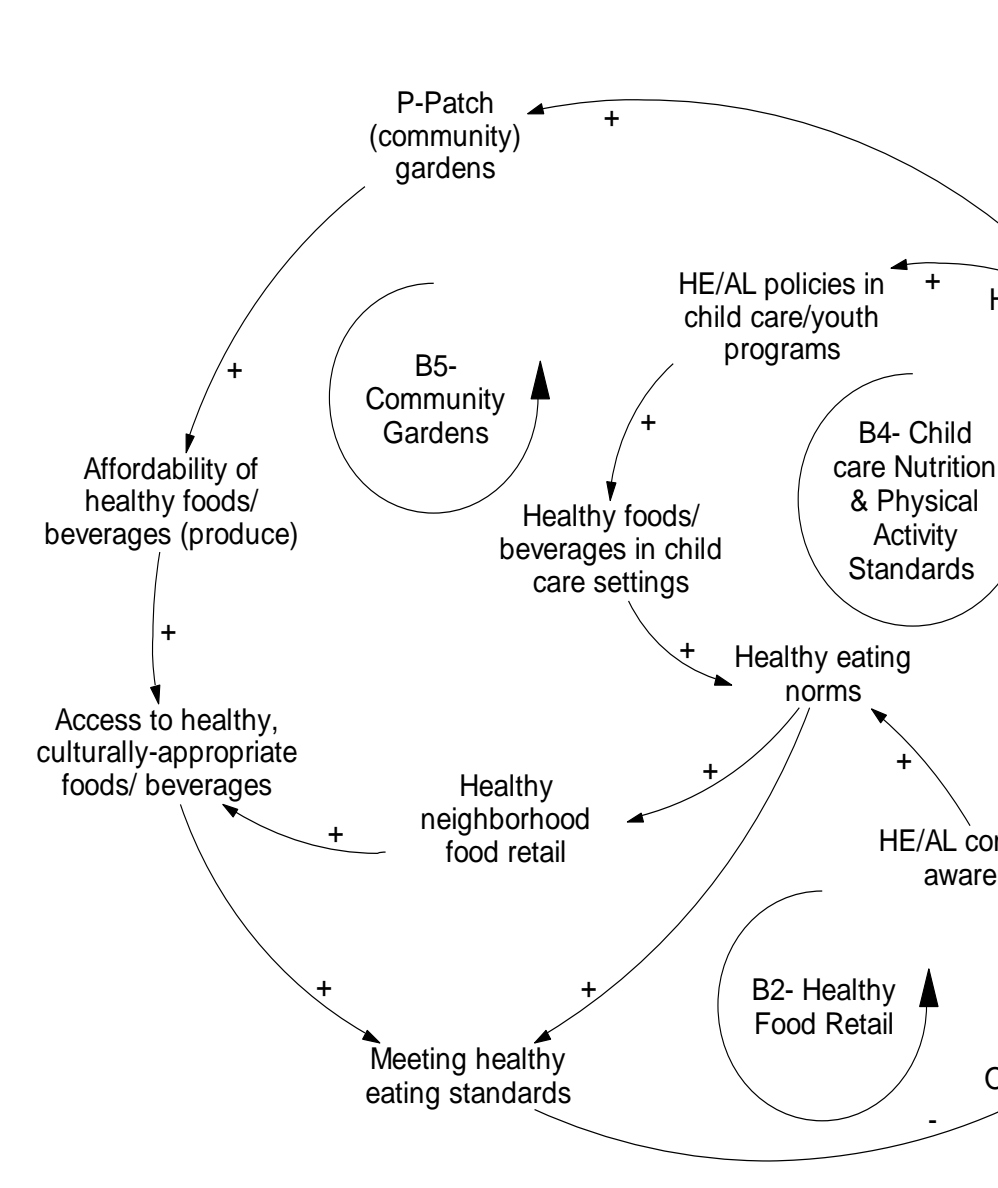 P-Patch
(community)
gardens
+
HE/AL policies in
child care/youth
programs
+
H
+
B5-
Community
Gardens
+
B4- Child
care Nutrition
& Physical
Activity
Standards
Affordability of
healthy foods/
beverages (produce)
Healthy foods/
beverages in child
care settings
+
+
Healthy eating
norms
Access to healthy,
culturally-appropriate
foods/ beverages
+
+
Healthy
neighborhood
food retail
+
HE/AL
B2- Healthy
Food Retail
+
+
Meeting healthy
eating standards
-